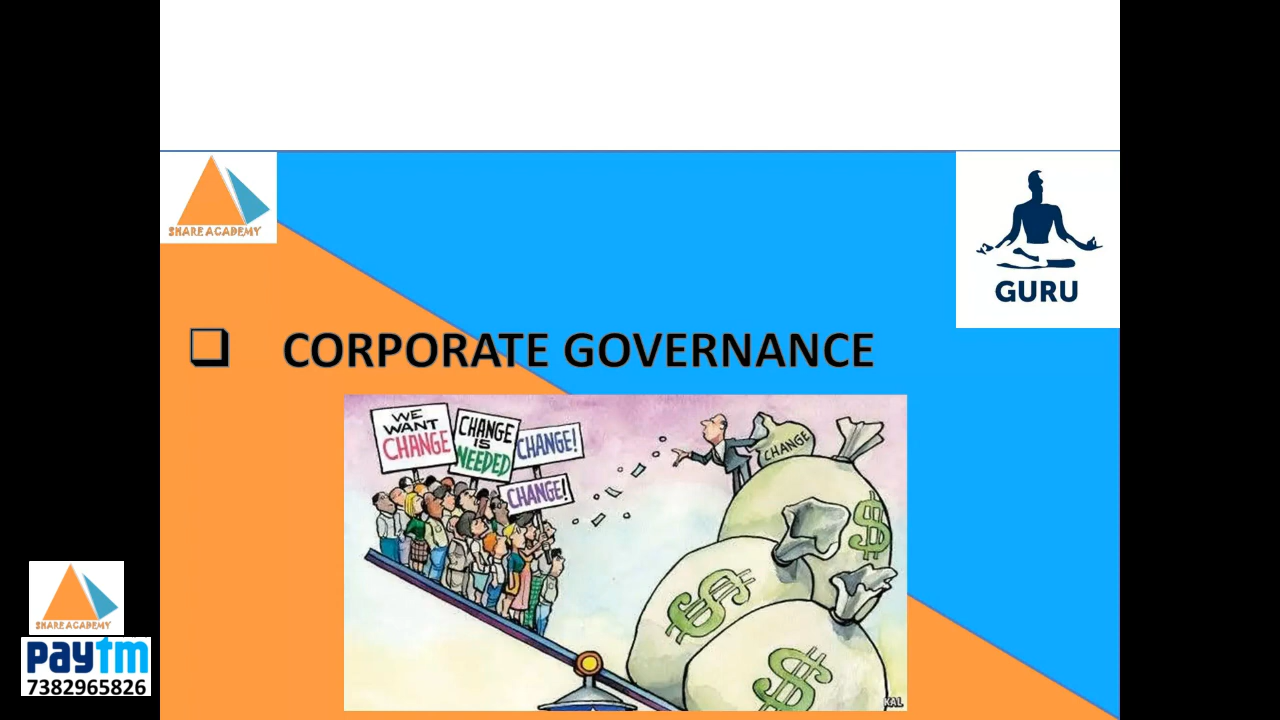 SHARE ACADEMY
GURU
❑ CORPORATE GOVERNANCE
WE
WANT
CHANGE
CHANGE
IS
NEEDED
CHANGE!
CHANGE!
CHANGE
$
$
$
KAL
SHARE ACADEMY
paytm
7382965826